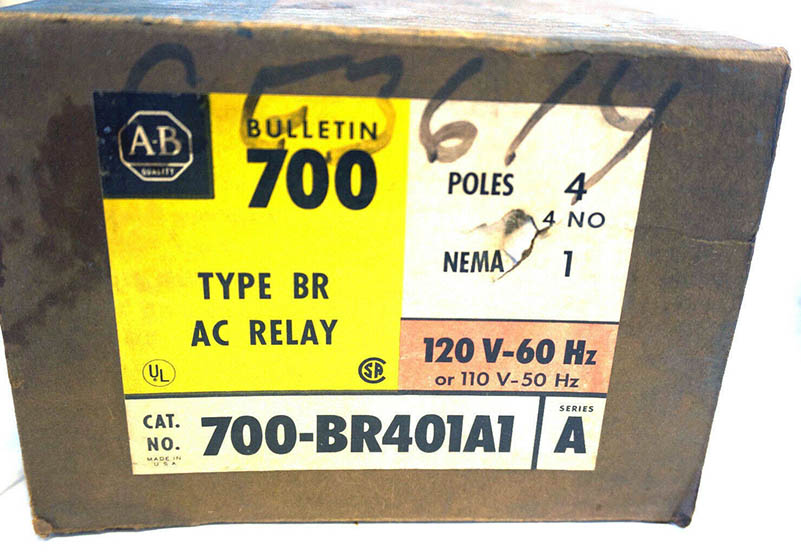 C53614
A-B
QUALITY
BULLETIN
700
TYPE BR
AC RELAY
UL
SA
POLES 4
4 NO
NEMA 1
120 V-60 Hz
or 110 V-50 Hz
CAT.
NO. 700-BR401A1
MADE IN
U S A
SERIES
A